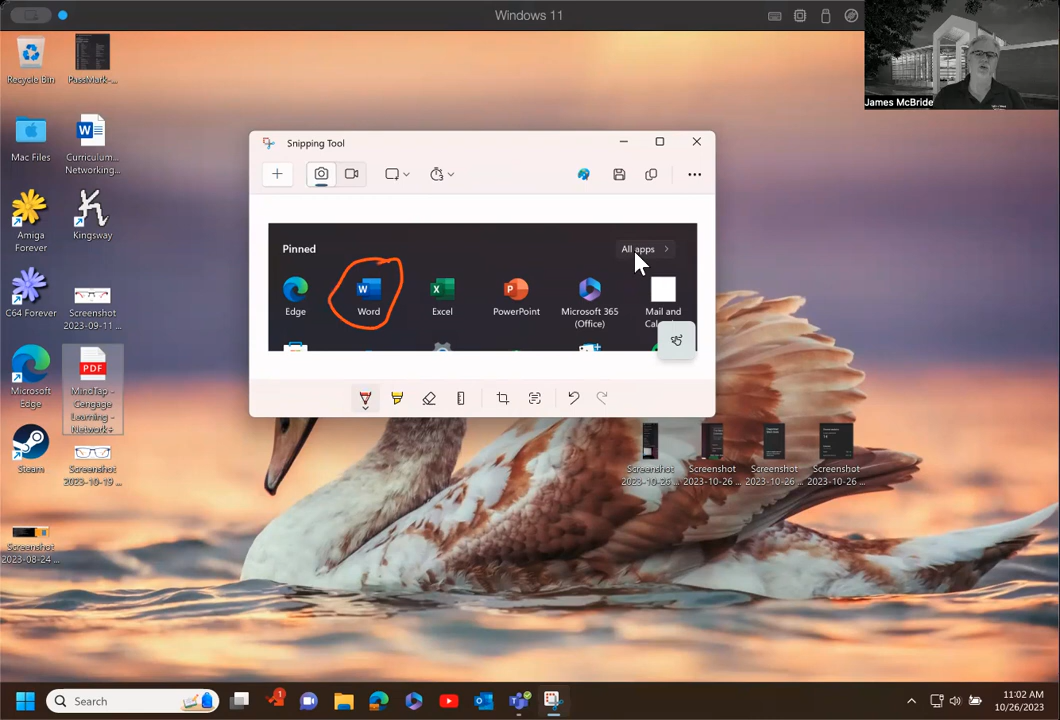 Windows 11
James McBride
Recycle Bin
PassMark-...
Mac Files
Curriculum...
Networking...
Amiga
Forever
Kingsway
C64 Forever
Screenshot
2023-09-11 ...
Microsoft
Edge
PDF
MindTap -
Cengage
Learning -
Network+
Steam
Screenshot
2023-10-19 ...
Screenshot
2023-08-24 ...
Snipping Tool
Pinned
All apps
Edge
Word
Excel
PowerPoint
Microsoft 365
(Office)
Mail and
Screenshot
2023-10-26 ...
Screenshot
2023-10-26 ...
Screenshot
2023-10-26 ...
Screenshot
2023-10-26 ...
Search
1
11:02 AM
10/26/2023